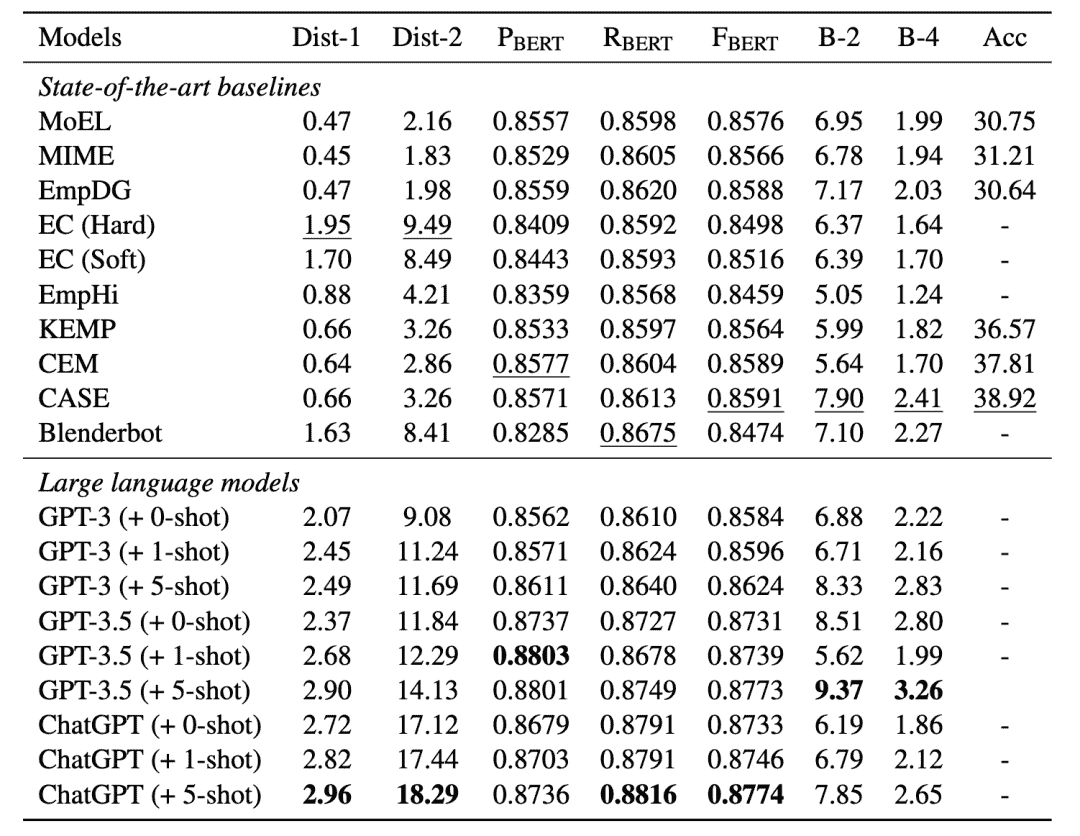 Models Dist-1 Dist-2 PBERT RBERT FBERT B-2 B-4 Acc
State-of-the-art baselines
MoEL 0.47 2.16 0.8557 0.8598 0.8576 6.95 1.99 30.75
MIME 0.45 1.83 0.8529 0.8605 0.8566 6.78 1.94 31.21
EmpDG 0.47 1.98 0.8559 0.8620 0.8588 7.17 2.03 30.64
EC (Hard) 1.95 9.49 0.8409 0.8592 0.8498 6.37 1.64 -
EC (Soft) 1.70 8.49 0.8443 0.8593 0.8516 6.39 1.70 -
EmpHi 0.88 4.21 0.8359 0.8568 0.8459 5.05 1.24 -
KEMP 0.66 3.26 0.8533 0.8597 0.8564 5.99 1.82 36.57
CEM 0.64 2.86 0.8577 0.8604 0.8589 5.64 1.70 37.81
CASE 0.66 3.26 0.8571 0.8613 0.8591 7.90 2.41 38.92
Blenderbot 1.63 8.41 0.8285 0.8675 0.8474 7.10 2.27 -
Large language models
GPT-3 (+ 0-shot) 2.07 9.08 0.8562 0.8610 0.8584 6.88 2.22 -
GPT-3 (+ 1-shot) 2.45 11.24 0.8571 0.8624 0.8596 6.71 2.16 -
GPT-3 (+ 5-shot) 2.49 11.69 0.8611 0.8640 0.8624 8.33 2.83 -
GPT-3.5 (+ 0-shot) 2.37 11.84 0.8737 0.8727 0.8731 8.51 2.80 -
GPT-3.5 (+ 1-shot) 2.68 12.29 0.8803 0.8678 0.8739 5.62 1.99 -
GPT-3.5 (+ 5-shot) 2.90 14.13 0.8801 0.8749 0.8773 9.37 3.26
ChatGPT (+ 0-shot) 2.72 17.12 0.8679 0.8791 0.8733 6.19 1.86 -
ChatGPT (+ 1-shot) 2.82 17.44 0.8703 0.8791 0.8746 6.79 2.12 -
ChatGPT (+ 5-shot) 2.96 18.29 0.8736 0.8816 0.8774 7.85 2.65 -